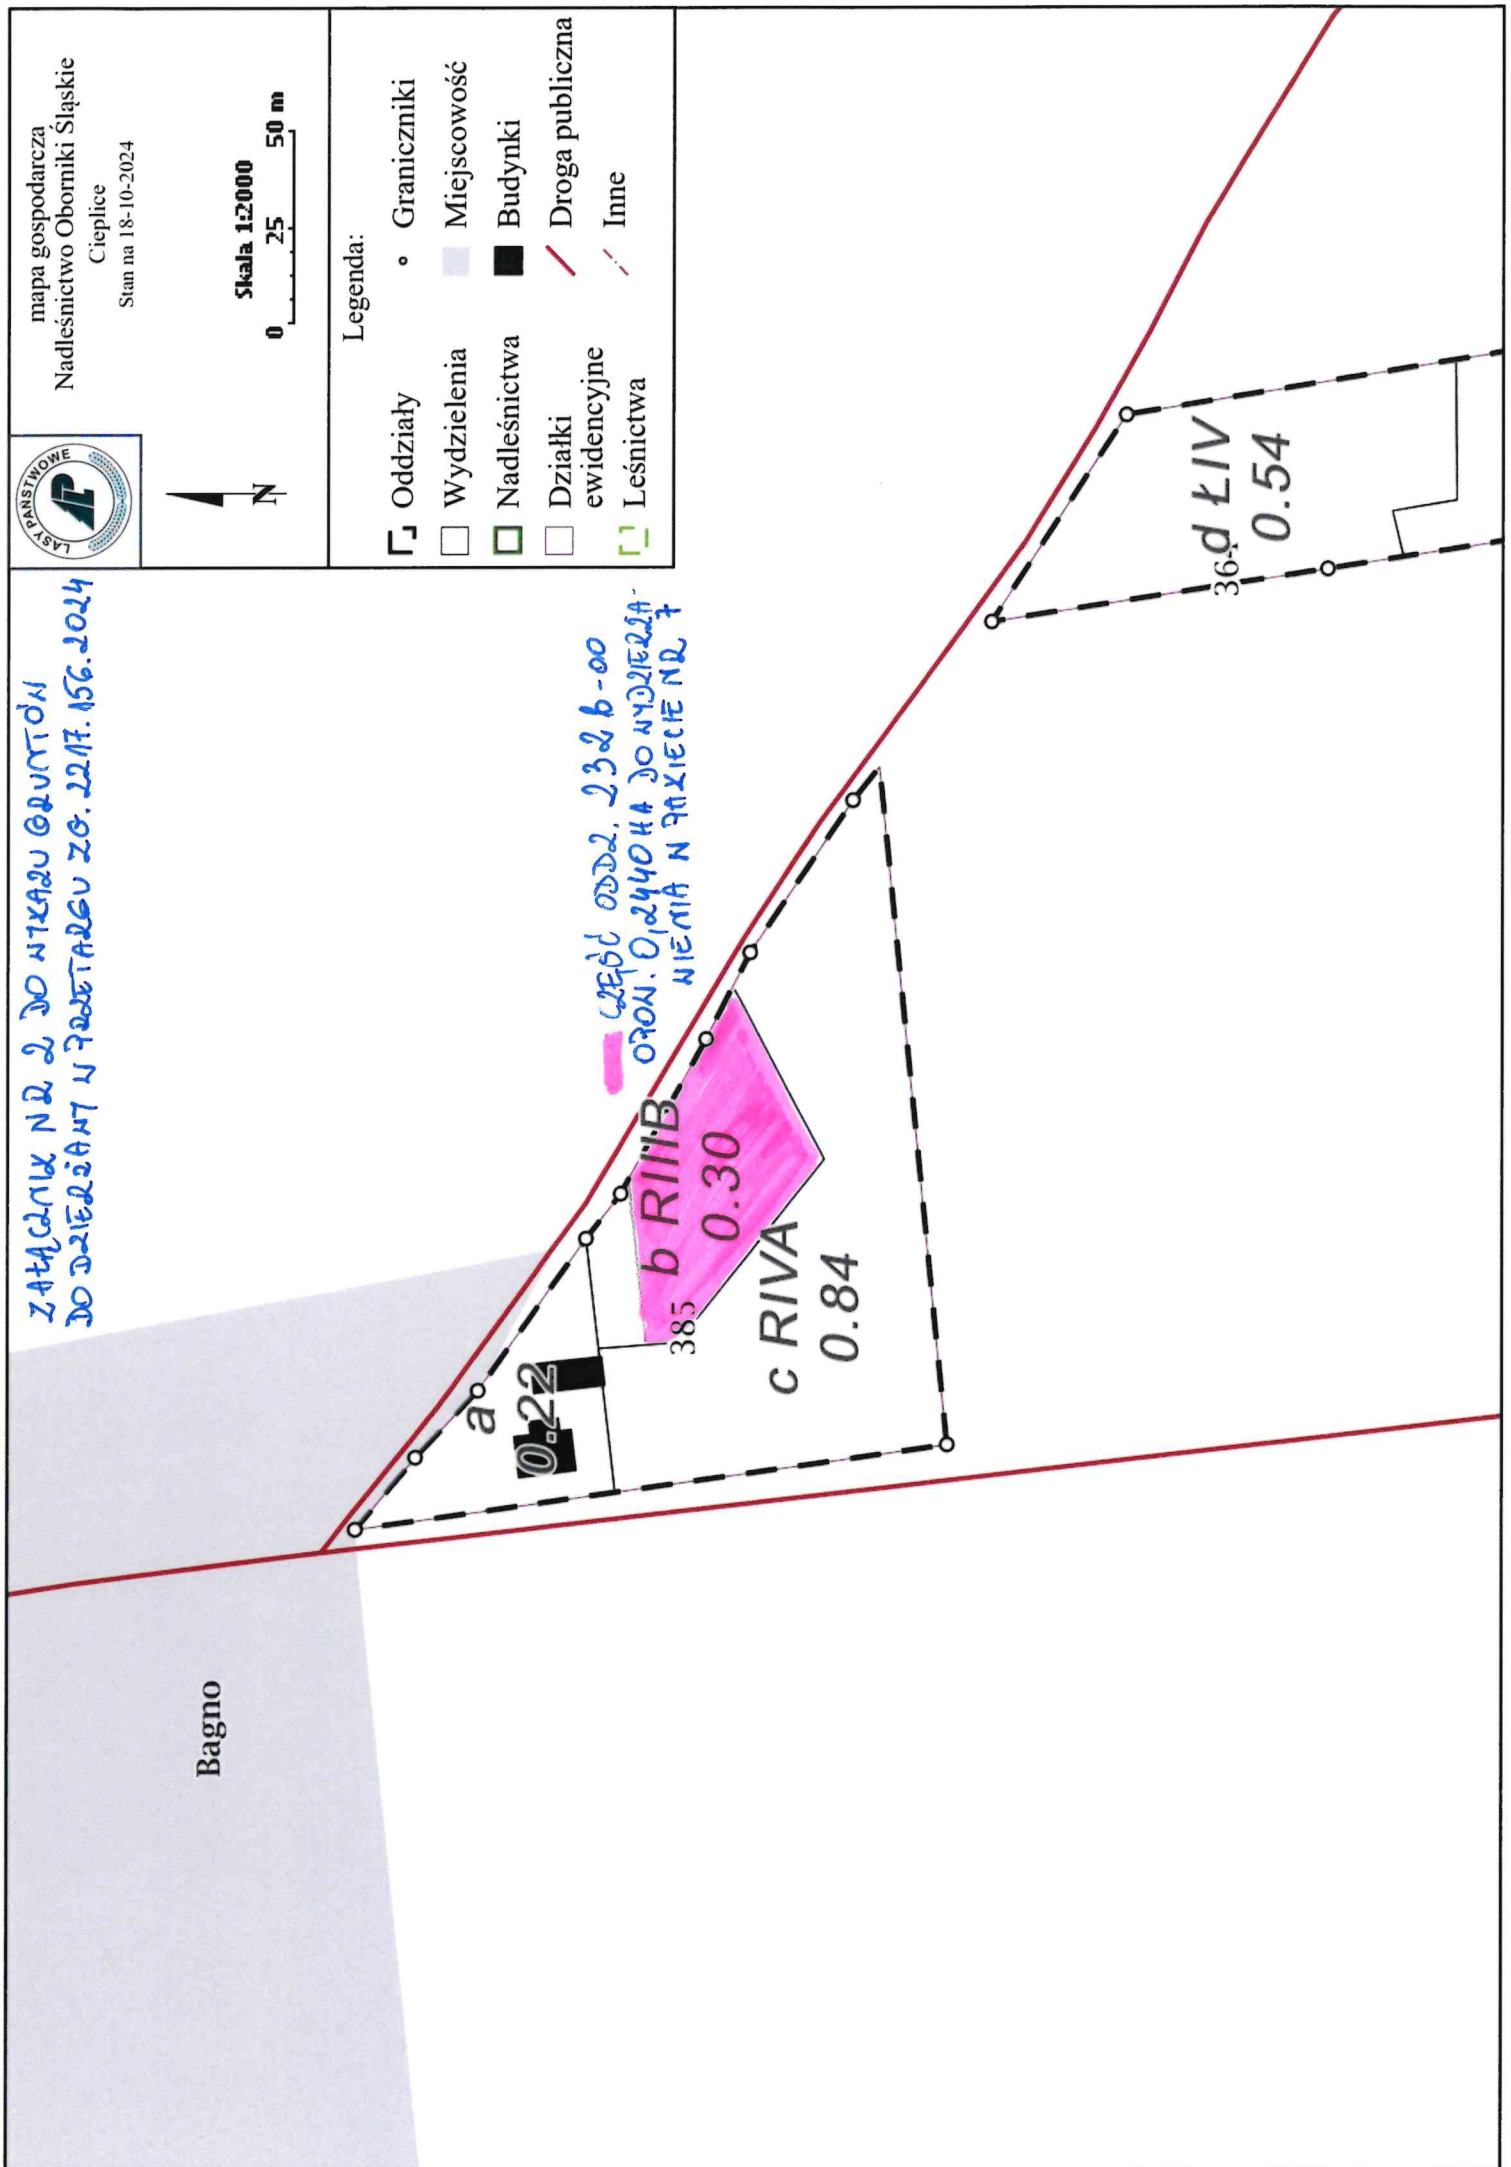 ZAŁĄCZNIK NR 2 DO WYKAZU GRUNTÓW
DO DZIERŻAWY W PRZETARGU ZG.2217.156.2024
LASY PAŃSTWOWE
mapa gospodarcza
Nadleśnictwo Oborniki Śląskie
Cieplice
Stan na 18-10-2024
N
Skala 1:2000
0 25 50 m
Legenda:
Oddziały
Wydzielenia
Nadleśnictwa
Działki
ewidencyjne
Leśnictwa
Graniczniki
Miejscowość
Budynki
Droga publiczna
Inne
CZĘŚĆ ODDZ. 232 b-00
O POW. 0,2440 HA DO WYDZIERŻA-
WIENIA W PAKIECIE NR 7
Bagno
a
0.22
b RIIIB
0.30
385
c RIVA
0.84
d ŁIV
0.54